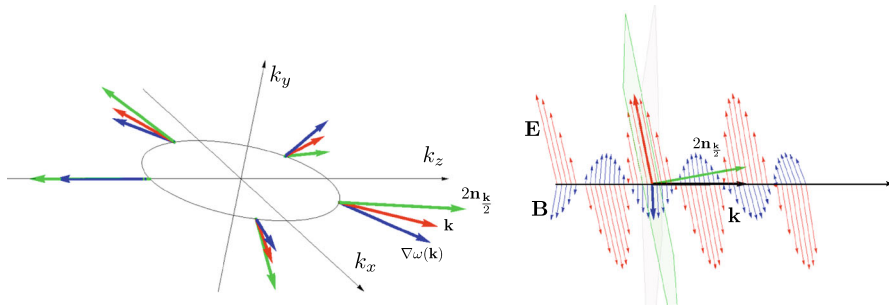 k_y
k_z
2n_{k/2}
k
∇ω(k)
k_x
E
B
2n_{k/2}
k